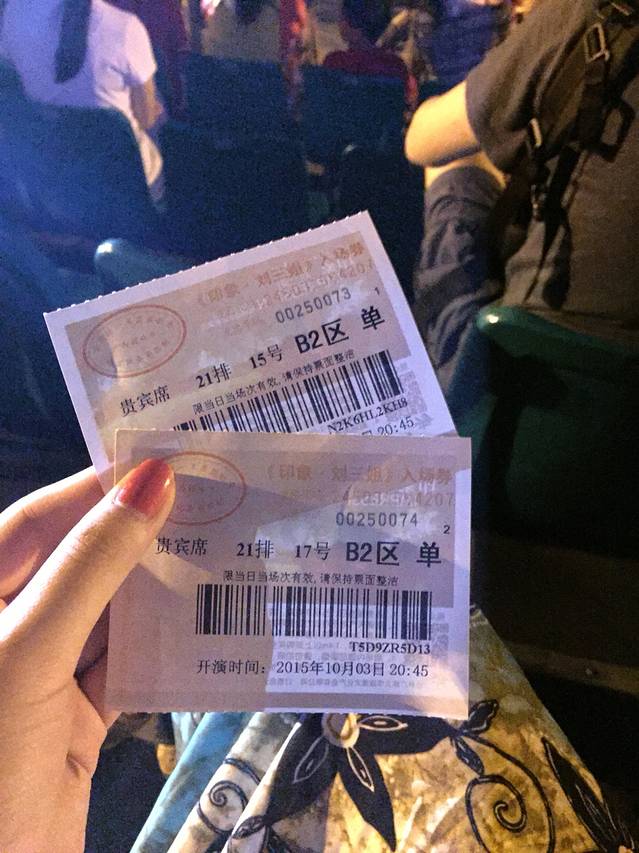 《印象·刘三姐》入场券
00250073 1
贵宾席 21排 15号 B2区 单
限当日当场次有效,请保持票面整洁
N2K6HL2KH8
20:45
《印象·刘三姐》入场券
00250074 2
贵宾席 21排 17号 B2区 单
限当日当场次有效,请保持票面整洁
T5D9ZR5D13
开演时间: 2015年10月03日 20:45